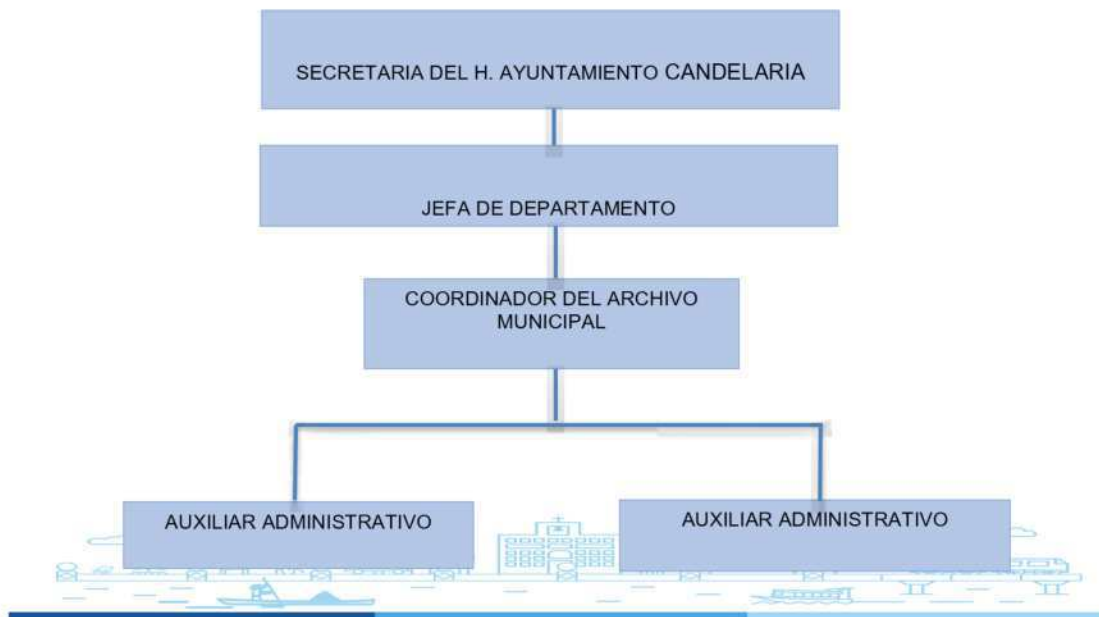 SECRETARIA DEL H. AYUNTAMIENTO CANDELARIA
JEFA DE DEPARTAMENTO
COORDINADOR DEL ARCHIVO
MUNICIPAL
AUXILIAR ADMINISTRATIVO
AUXILIAR ADMINISTRATIVO